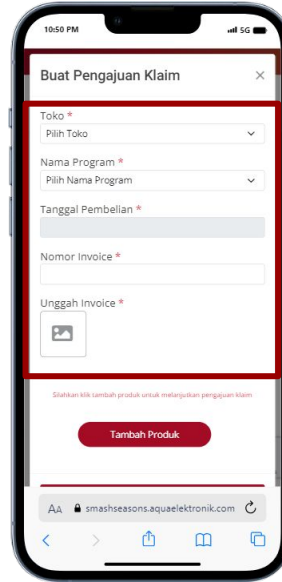 10:50 PM
5G
Buat Pengajuan Klaim
Toko *
Pilih Toko
Nama Program *
Pilih Nama Program
Tanggal Pembelian *
Nomor Invoice *
Unggah Invoice *
Silahkan klik tambah produk untuk melanjutkan pengajuan klaim
Tambah Produk
AA smashseasons.aquaelektronik.com